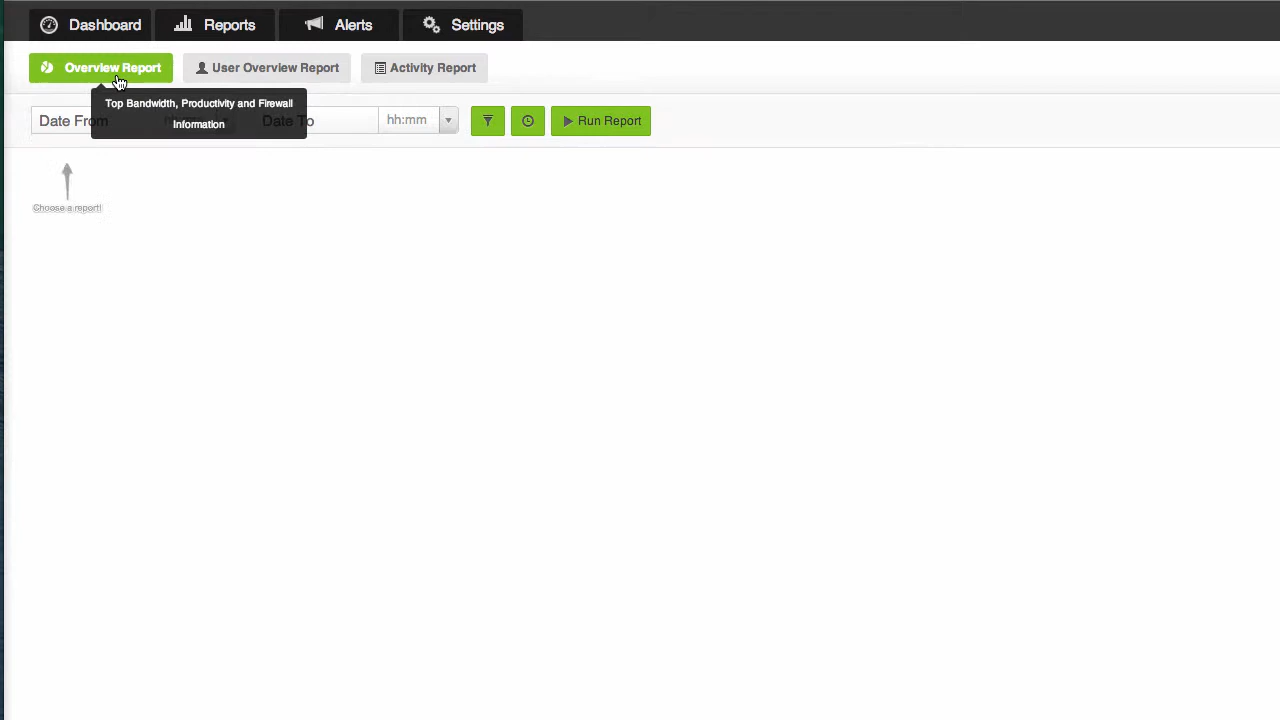 Dashboard Reports Alerts Settings
Overview Report User Overview Report Activity Report
Top Bandwidth, Productivity and Firewall
Information
Date From Date To hh:mm Run Report
Choose a report!